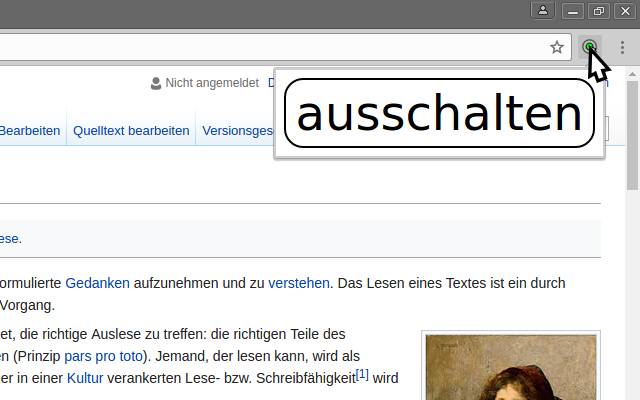 Nicht angemeldet
ausschalten
Bearbeiten
Quelltext bearbeiten
Versionsges
ese.
ormulierte Gedanken aufzunehmen und zu verstehen. Das Lesen eines Textes ist ein durch
Vorgang.
et, die richtige Auslese zu treffen: die richtigen Teile des
en (Prinzip pars pro toto). Jemand, der lesen kann, wird als
er in einer Kultur verankerten Lese- bzw. Schreibfähigkeit[1] wird